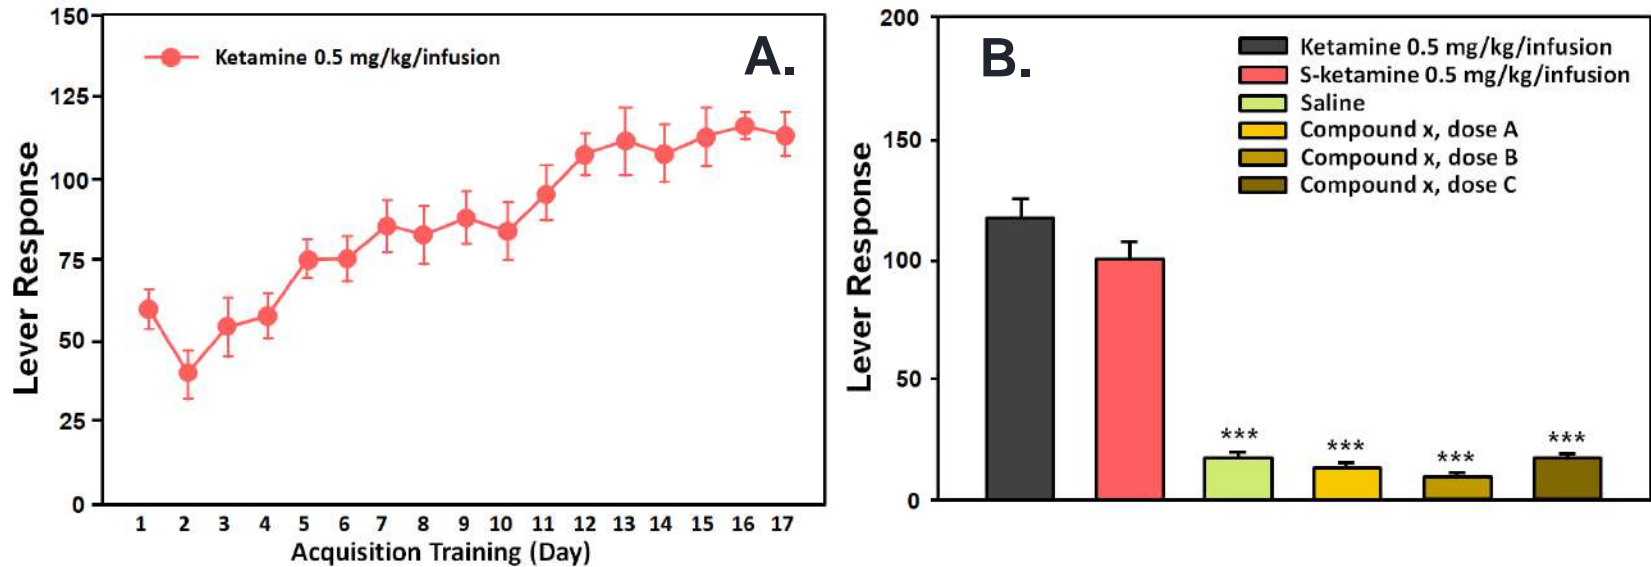 A.
Ketamine 0.5 mg/kg/infusion
Lever Response
150
125
100
75
50
25
0
1 2 3 4 5 6 7 8 9 10 11 12 13 14 15 16 17
Acquisition Training (Day)
B.
Ketamine 0.5 mg/kg/infusion
S-ketamine 0.5 mg/kg/infusion
Saline
Compound x, dose A
Compound x, dose B
Compound x, dose C
Lever Response
200
150
100
50
0
*** *** *** ***